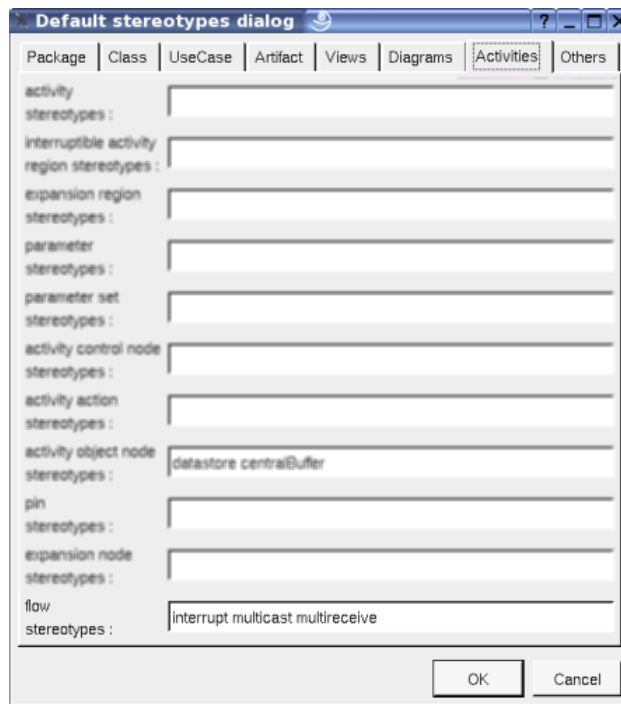 Default stereotypes dialog
Package Class UseCase Artifact Views Diagrams Activities Others
activity
stereotypes :
interruptible activity
region stereotypes :
expansion region
stereotypes :
parameter
stereotypes :
parameter set
stereotypes :
activity control node
stereotypes :
activity action
stereotypes :
activity object node
stereotypes :
datastore centralBuffer
pin
stereotypes :
expansion node
stereotypes :
flow
stereotypes :
interrupt multicast multireceive
OK Cancel